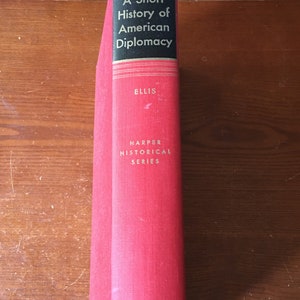 A Short
History of
American
Diplomacy
ELLIS
HARPER
HISTORICAL
SERIES